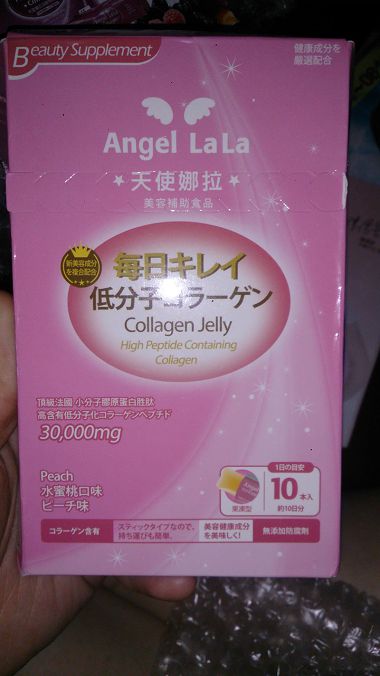 Beauty Supplement
健康成分を
厳選配合
Angel LaLa
天使娜拉
美容補助食品
新美容成分
を複合配合
毎日キレイ
低分子コラーゲン
Collagen Jelly
High Peptide Containing
Collagen
頂級法國 小分子膠原蛋白胜肽
高含有低分子化コラーゲンペプチド
30,000mg
Peach
水蜜桃口味
ピーチ味
Angel
果凍型
1日の目安
10本入
約10日分
コラーゲン含有
スティックタイプなので、
持ち運びも簡単。
美容健康成分
を美味しく!
無添加防腐劑